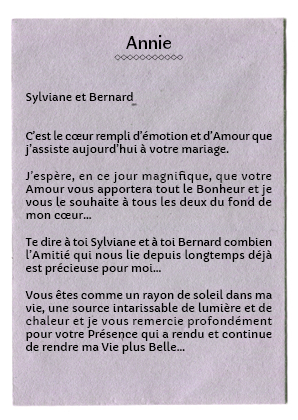 Annie
Sylviane et Bernard
C'est le cœur rempli d'émotion et d'Amour que
j'assiste aujourd'hui à votre mariage.
J'espère, en ce jour magnifique, que votre
Amour vous apportera tout le Bonheur et je
vous le souhaite à tous les deux du fond de
mon cœur...
Te dire à toi Sylviane et à toi Bernard combien
l'Amitié qui nous lie depuis longtemps déjà
est précieuse pour moi...
Vous êtes comme un rayon de soleil dans ma
vie, une source intarissable de lumière et de
chaleur et je vous remercie profondément
pour votre Présence qui a rendu et continue
de rendre ma Vie plus Belle...